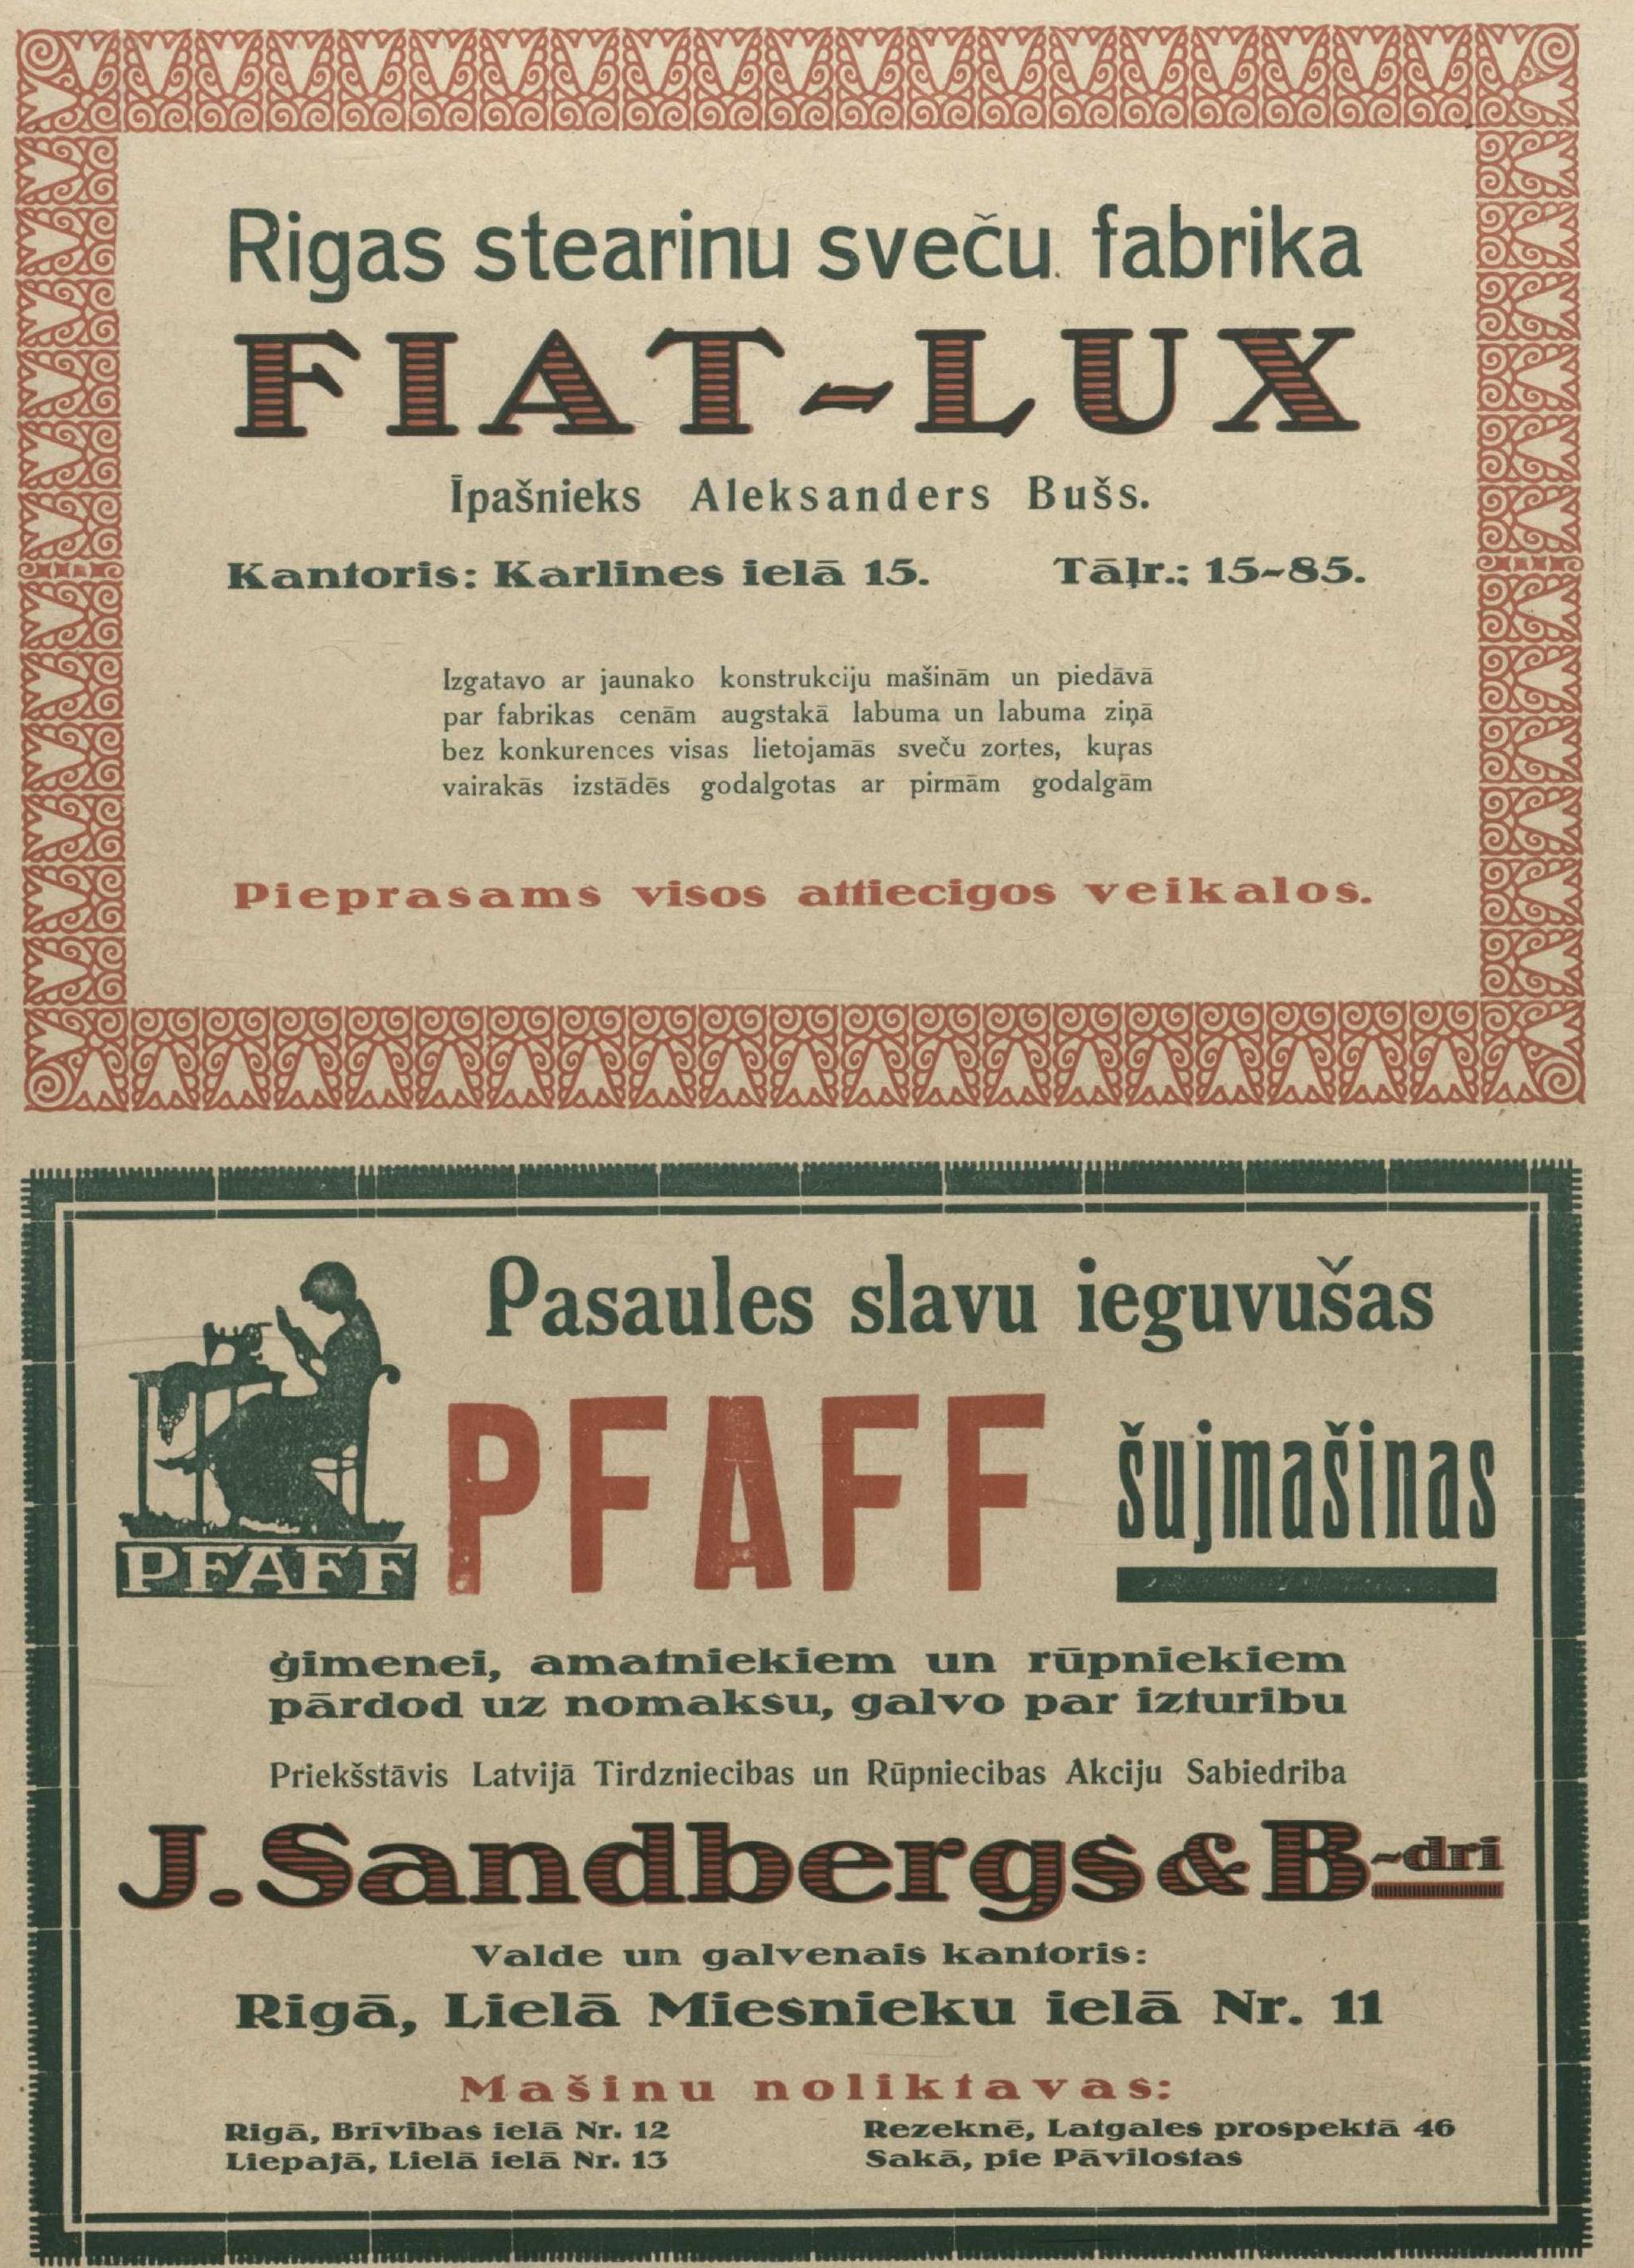 Rigas stearinu sveču fabrika
FIAT-LUX
Īpašnieks Aleksanders Bušs.
Kantoris: Karlines ielā 15. Tāļr.: 15-85.
Izgatavo ar jaunako konstrukciju mašinām un piedāvā
par fabrikas cenām augstakā labuma un labuma ziņā
bez konkurences visas lietojamās sveču zortes, kuŗas
vairakās izstādēs godalgotas ar pirmām godalgām
Pieprasams visos attiecigos veikalos.
Pasaules slavu ieguvušas
PFAFF šujmašinas
PFAFF
ģimenei, amatniekiem un rūpniekiem
pārdod uz nomaksu, galvo par izturibu
Priekšstāvis Latvijā Tirdzniecibas un Rūpniecibas Akciju Sabiedriba
J. Sandbergs & B-dri
Valde un galvenais kantoris:
Rigā, Lielā Miesnieku ielā Nr. 11
Mašinu noliktavas:
Rigā, Brīvibas ielā Nr. 12 Rezeknē, Latgales prospektā 46
Liepajā, Lielā ielā Nr. 13 Sakā, pie Pāvilostas